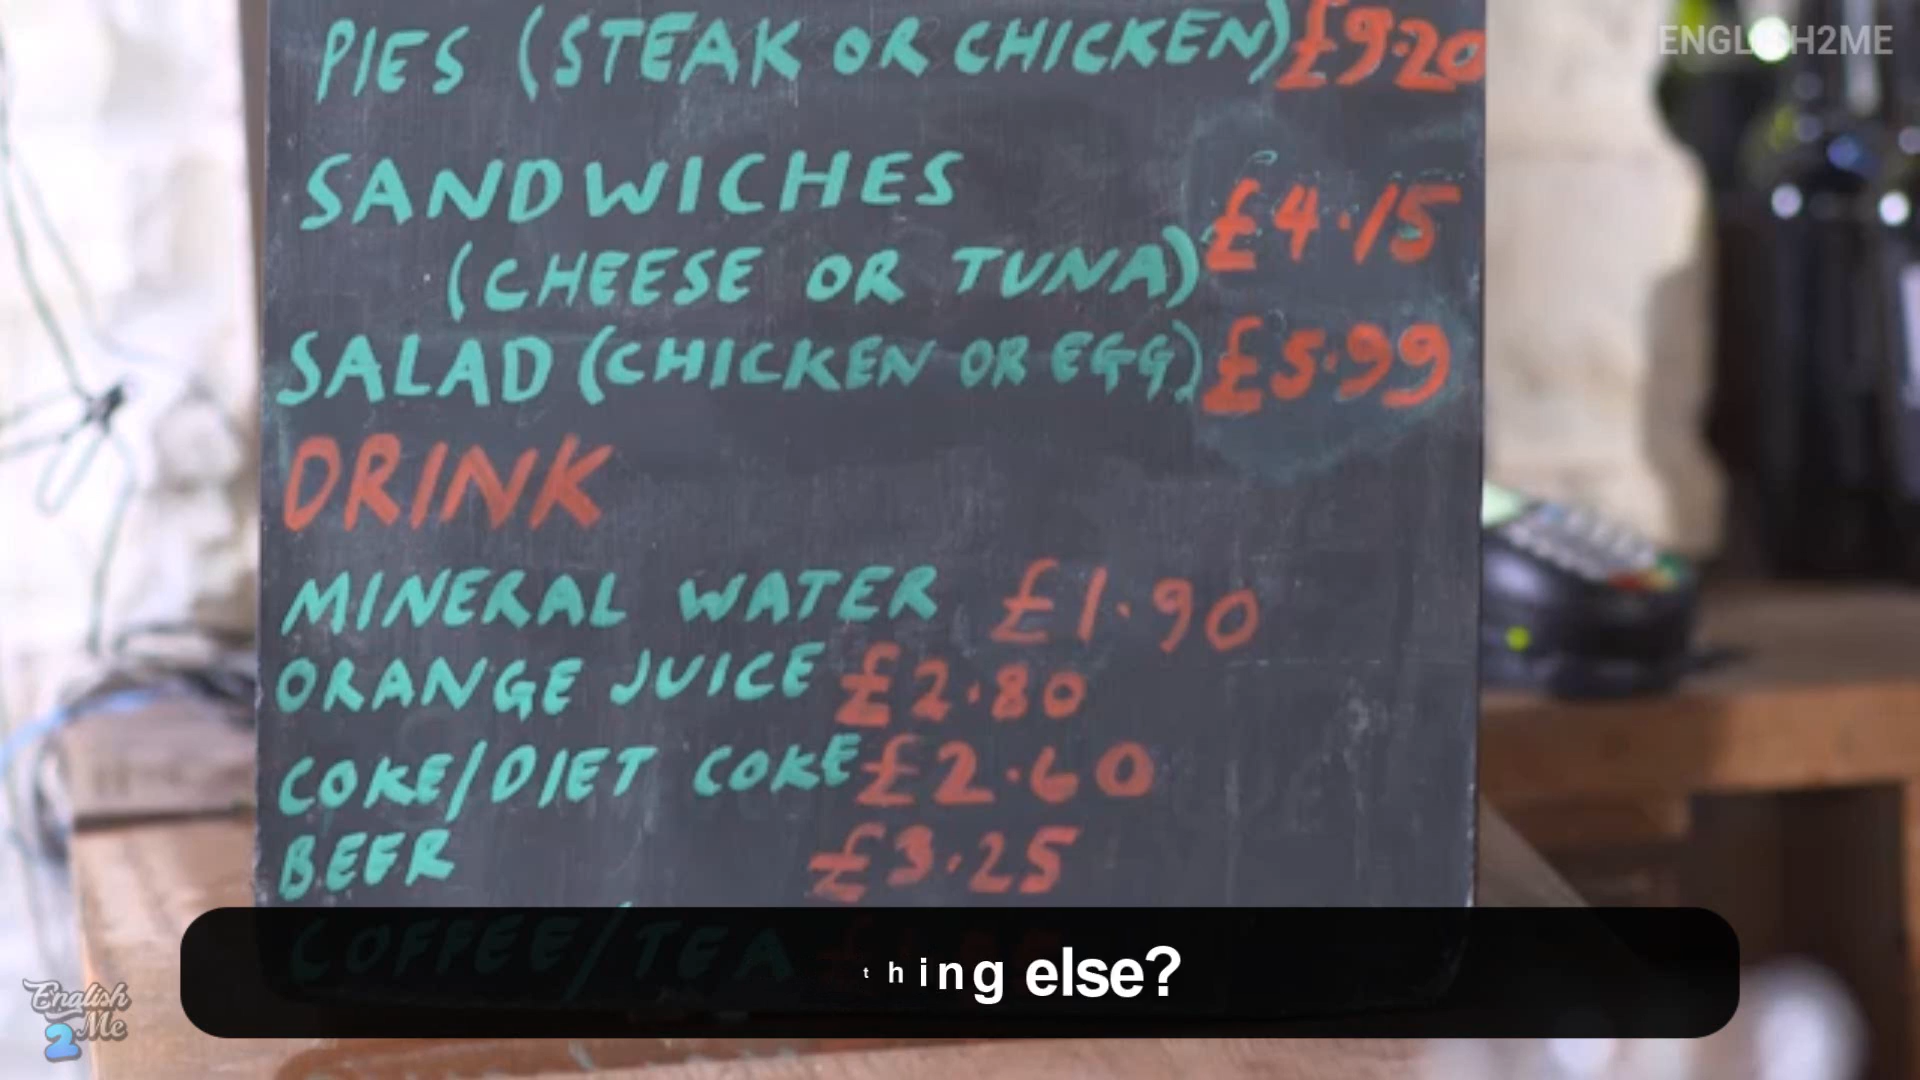 PIES (STEAK OR CHICKEN) £9.20
ENGLISH2ME
SANDWICHES
(CHEESE OR TUNA) £4.15
SALAD (CHICKEN OR EGG) £5.99
DRINK
MINERAL WATER £1.90
ORANGE JUICE £2.80
COKE/DIET COKE £2.60
BEER £3.25
COFFEE/TEA
thing else?
English
2 Me